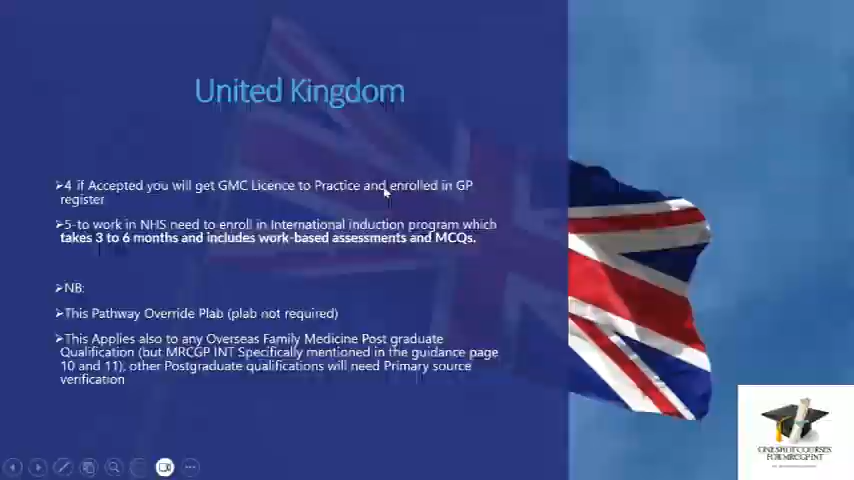 United Kingdom
➢4 if Accepted you will get GMC Licence to Practice and enrolled in GP
register
➢5-to work in NHS need to enroll in International induction program which
takes 3 to 6 months and includes work-based assessments and MCQs.
➢NB:
➢This Pathway Override Plab (plab not required)
➢This Applies also to any Overseas Family Medicine Post graduate
Qualification (but MRCGP INT Specifically mentioned in the guidance page
10 and 11), other Postgraduate qualifications will need Primary source
verification
ONE SPOT COURSES
FOR MRCGP INT